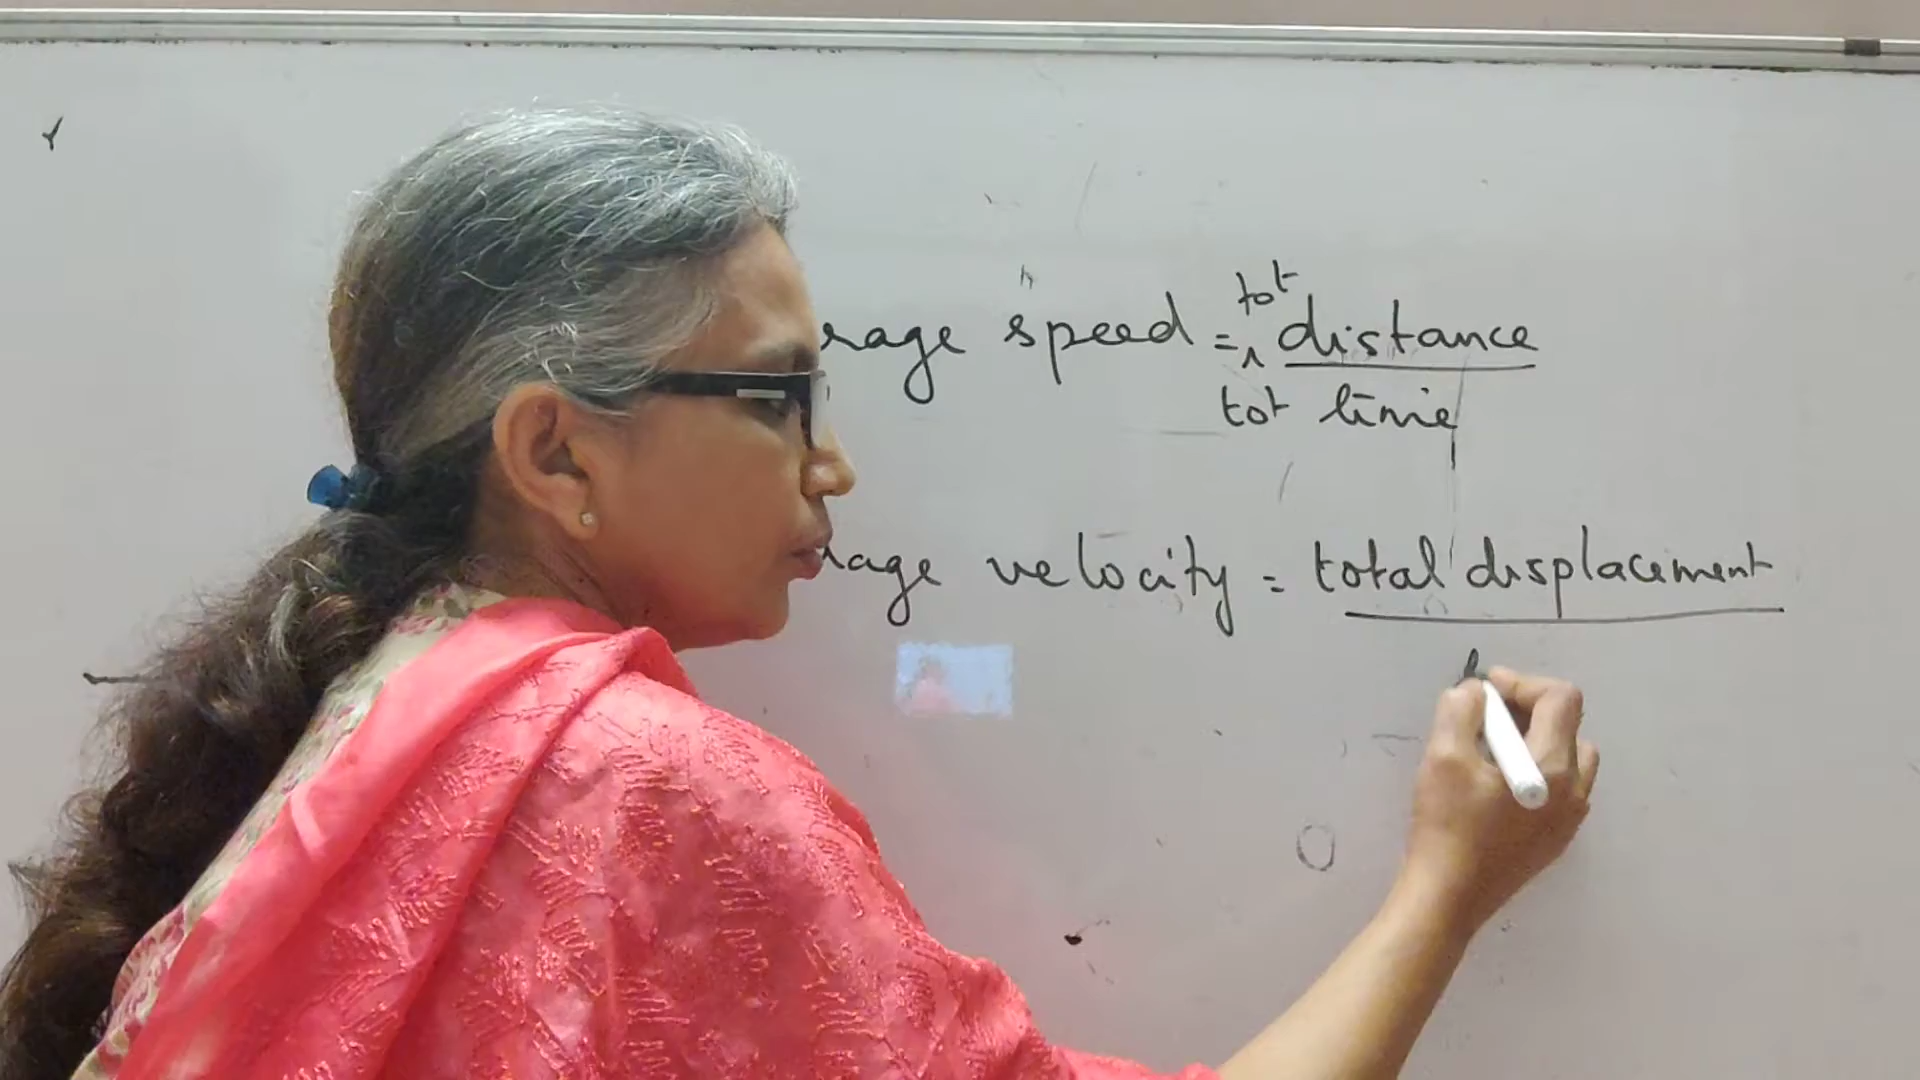 tot
rage speed = distance
tot time
rage velocity = total displacement